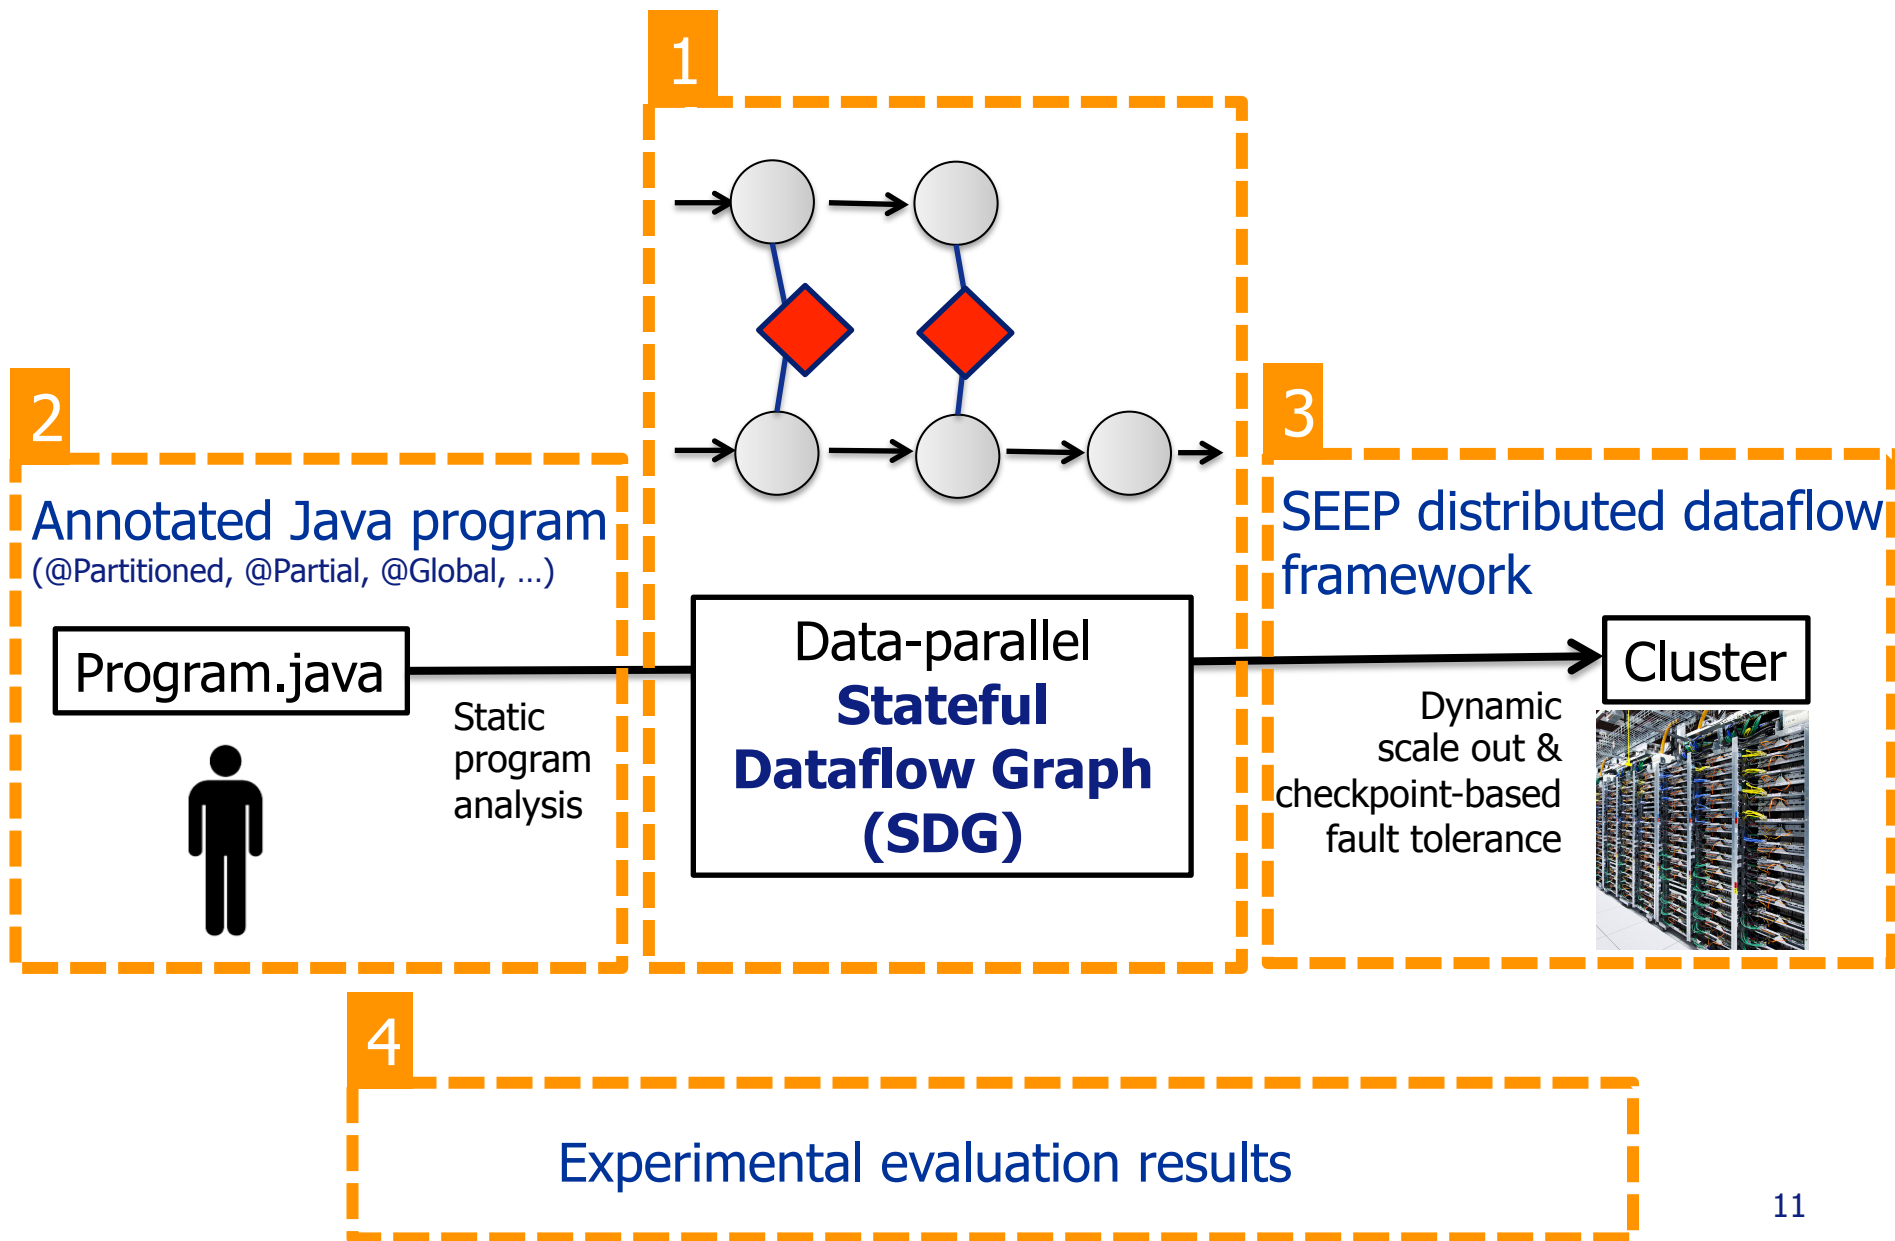 1
2
Annotated Java program
(@Partitioned, @Partial, @Global, …)
Program.java
Static
program
analysis
Data-parallel
Stateful
Dataflow Graph
(SDG)
3
SEEP distributed dataflow
framework
Cluster
Dynamic
scale out &
checkpoint-based
fault tolerance
4
Experimental evaluation results
11